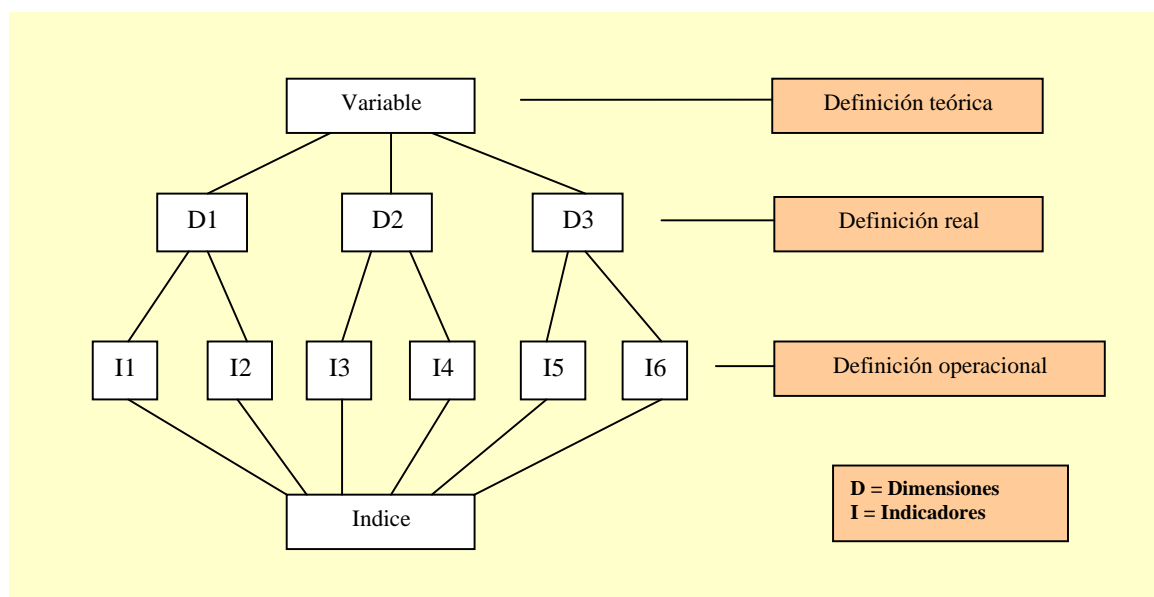 Variable
Definición teórica
D1
D2
D3
Definición real
I1
I2
I3
I4
I5
I6
Definición operacional
D = Dimensiones
I = Indicadores
Indice